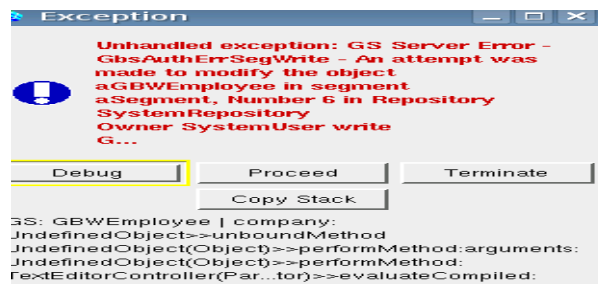 Exception
Unhandled exception: GS Server Error -
GbsAuthErrSegWrite - An attempt was
made to modify the object
aGBWEmployee in segment
aSegment, Number 6 in Repository
SystemRepository
Owner SystemUser write
G...
Debug Proceed Terminate
Copy Stack
GS: GBWEmployee | company:
UndefinedObject>>unboundMethod
UndefinedObject(Object)>>performMethod:arguments:
UndefinedObject(Object)>>performMethod:
TextEditorController(Par...tor)>>evaluateCompiled: